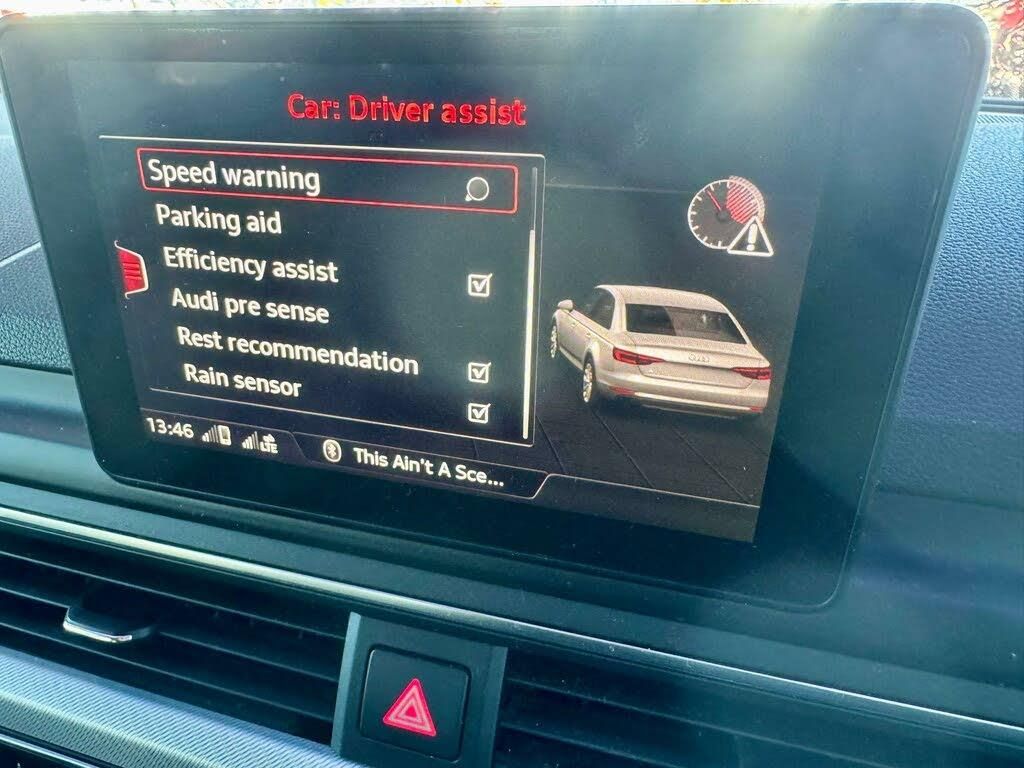 Car: Driver assist
Speed warning
Parking aid
Efficiency assist
Audi pre sense
Rest recommendation
Rain sensor
13:46 LTE This Ain't A Sce...